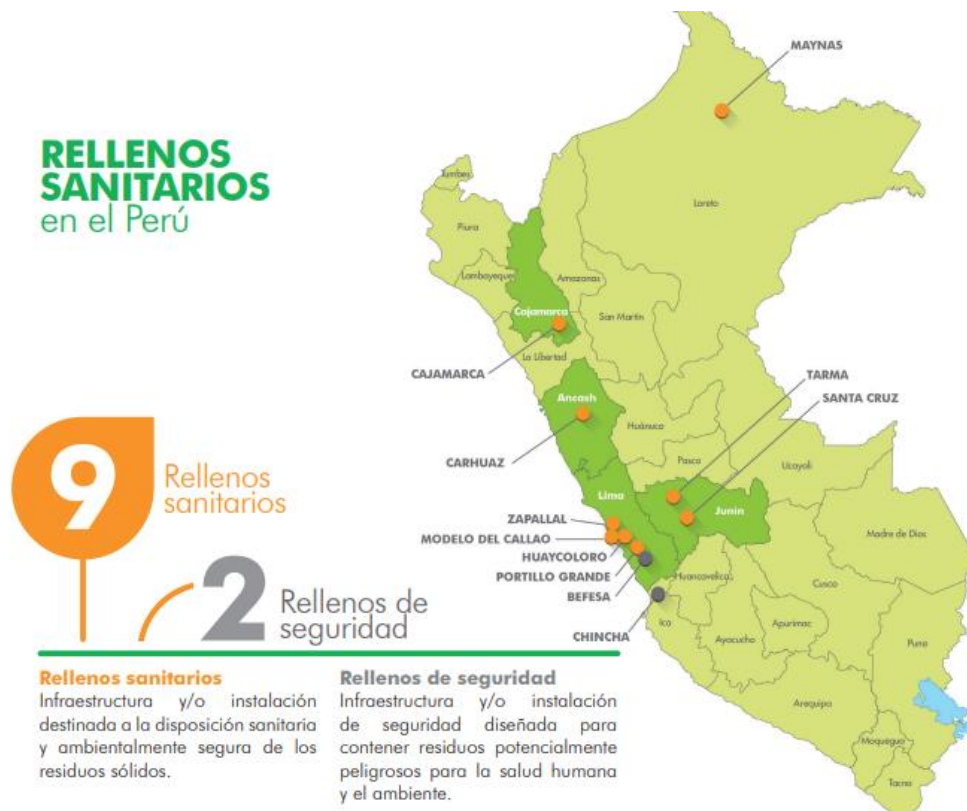 RELLENOS
SANITARIOS
en el Perú
MAYNAS
Tumbes
Piura
Loreto
Lambayeque
Amazonas
Cajamarca
San Martín
La Libertad
CAJAMARCA
TARMA
SANTA CRUZ
Ancash
Huánuco
CARHUAZ
Pasco
Ucayali
9
Rellenos
sanitarios
Lima
Junín
ZAPALLAL
MODELO DEL CALLAO
HUAYCOLORO
PORTILLO GRANDE
BEFESA
CHINCHA
Madre de Dios
Huancavelica
Cusco
Ica
Ayacucho
Apurímac
Puno
Arequipa
Moquegua
Tacna
2
Rellenos de
seguridad
Rellenos sanitarios
Infraestructura y/o instalación
destinada a la disposición sanitaria
y ambientalmente segura de los
residuos sólidos.
Rellenos de seguridad
Infraestructura y/o instalación
de seguridad diseñada para
contener residuos potencialmente
peligrosos para la salud humana
y el ambiente.